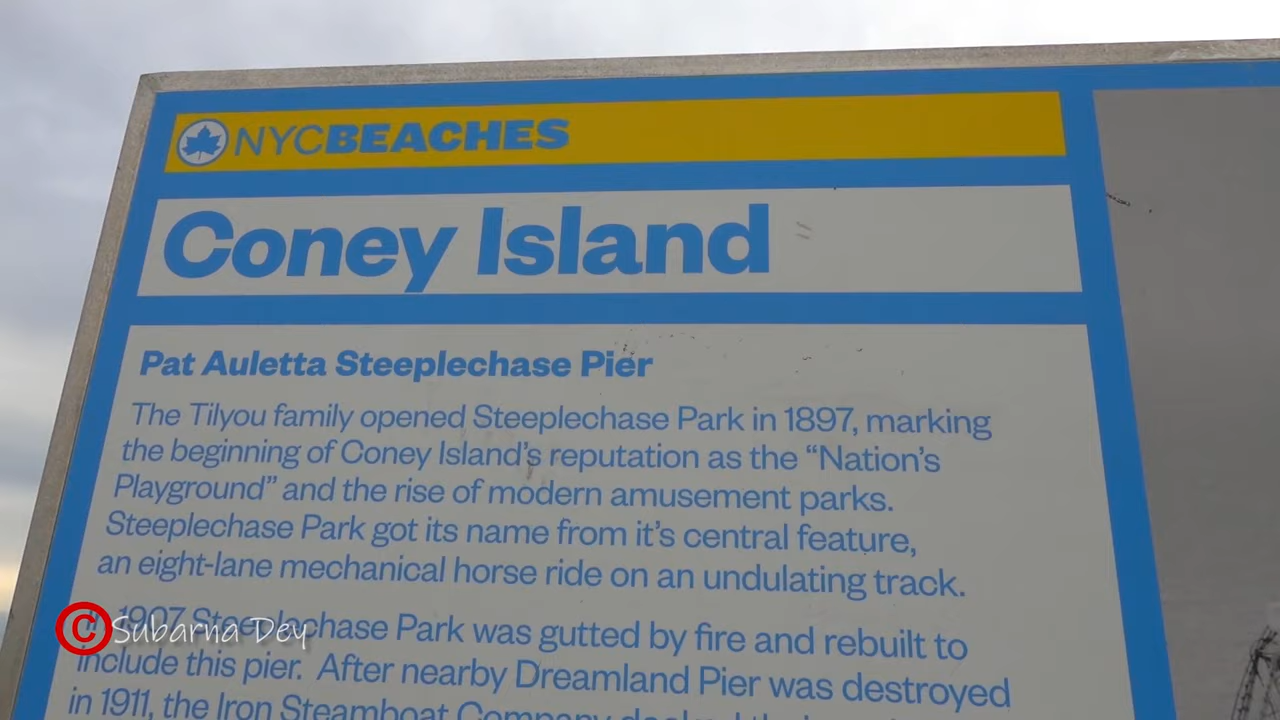 NYCBEACHES
Coney Island
Pat Auletta Steeplechase Pier
The Tilyou family opened Steeplechase Park in 1897, marking
the beginning of Coney Island's reputation as the “Nation's
Playground” and the rise of modern amusement parks.
Steeplechase Park got its name from it's central feature,
an eight-lane mechanical horse ride on an undulating track.
In 1907 Steeplechase Park was gutted by fire and rebuilt to
include this pier. After nearby Dreamland Pier was destroyed
in 1911, the Iron Steamboat Company docked
© Subarna Dey